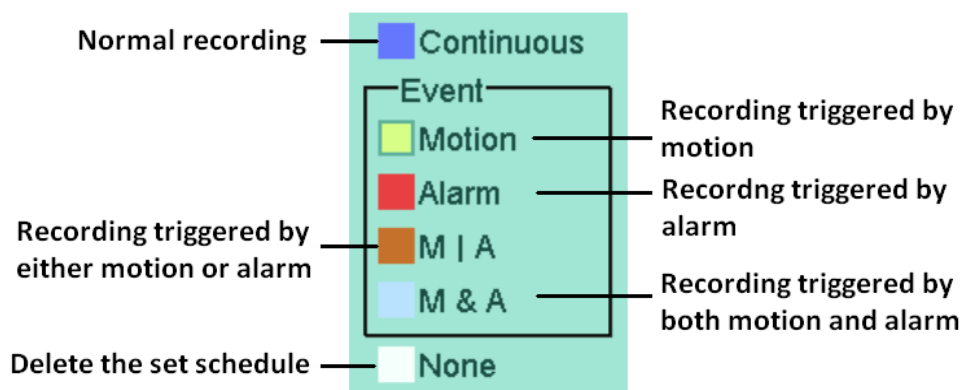 Normal recording
Continuous
Event
Motion
Recording triggered by
motion
Alarm
Recordng triggered by
alarm
Recording triggered by
either motion or alarm
M | A
M & A
Recording triggered by
both motion and alarm
Delete the set schedule
None